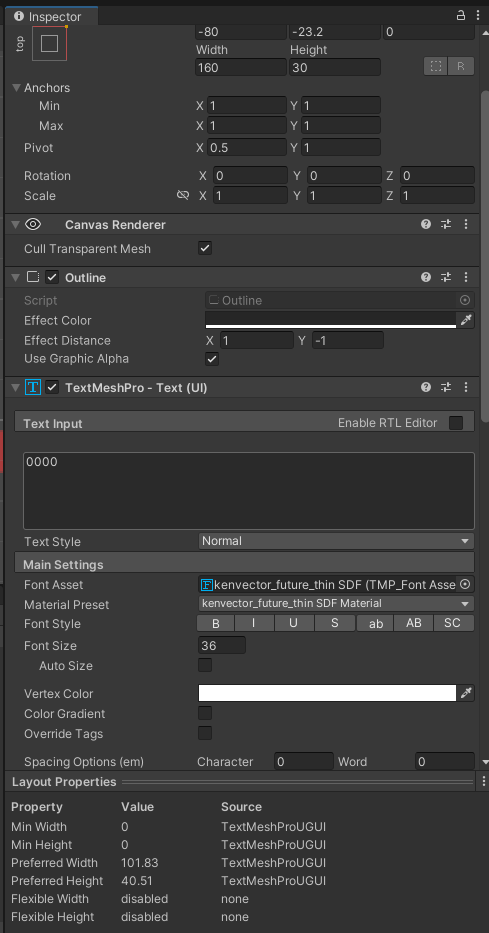 Inspector
top
-80 -23.2 0
Width Height
160 30
R
Anchors
Min X 1 Y 1
Max X 1 Y 1
Pivot X 0.5 Y 1
Rotation X 0 Y 0 Z 0
Scale X 1 Y 1 Z 1
Canvas Renderer
Cull Transparent Mesh
Outline
Script Outline
Effect Color
Effect Distance X 1 Y -1
Use Graphic Alpha
TextMeshPro - Text (UI)
Text Input Enable RTL Editor
0000
Text Style Normal
Main Settings
Font Asset kenvector_future_thin SDF (TMP_Font Asse
Material Preset kenvector_future_thin SDF Material
Font Style B I U S ab AB SC
Font Size 36
Auto Size
Vertex Color
Color Gradient
Override Tags
Spacing Options (em) Character 0 Word 0
Layout Properties
Property Value Source
Min Width 0 TextMeshProUGUI
Min Height 0 TextMeshProUGUI
Preferred Width 101.83 TextMeshProUGUI
Preferred Height 40.51 TextMeshProUGUI
Flexible Width disabled none
Flexible Height disabled none